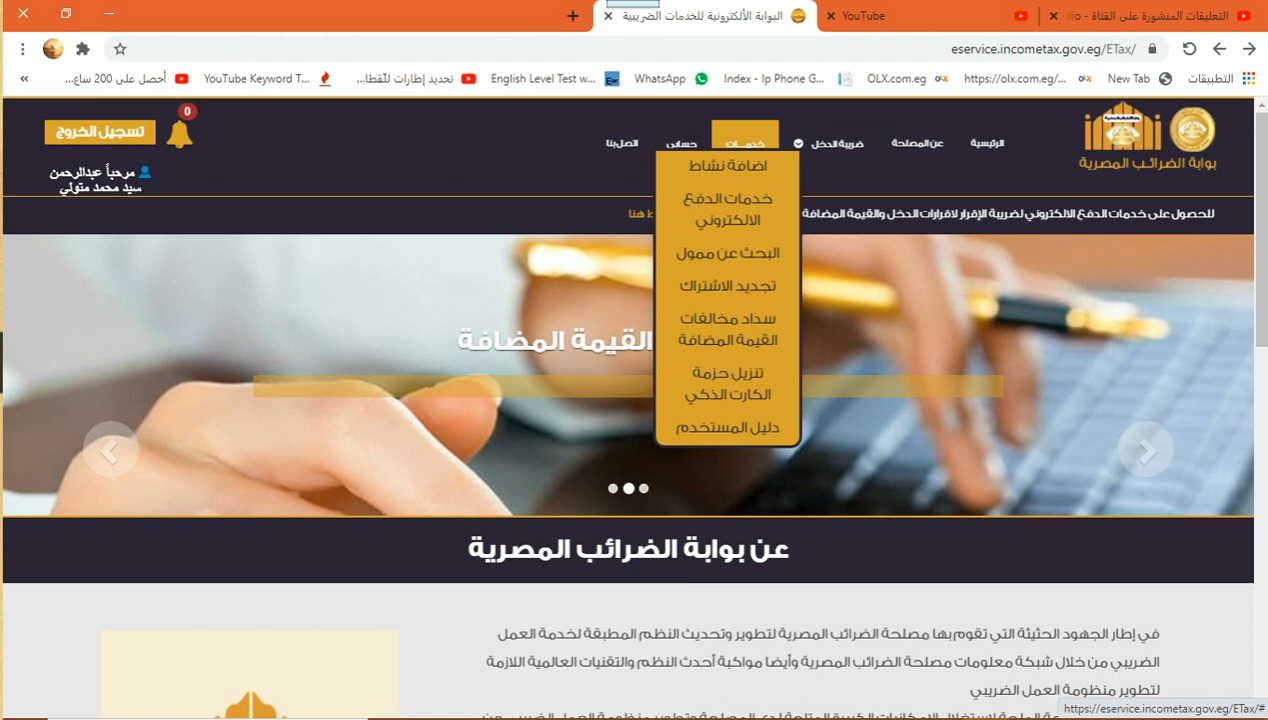 التعليقات المنشورة على القناة - dio
YouTube
البوابة الألكترونية للخدمات الضريبية
eservice.incometax.gov.eg/ETax/
التطبيقات
New Tab
https://olx.com.eg/...
OLX.com.eg
Index - Ip Phone G...
WhatsApp
English Level Test w...
تحديد إطارات للّقطا...
YouTube Keyword T...
أحصل على 200 ساع...
«
بوابة الضرائب المصرية
الرئيسية
عن المصلحة
ضريبة الدخل
خدمــات
حسابى
اتصل بنا
0
تسجيل الخروج
مرحباً عبدالرحمن
سيد محمد متولي
للحصول على خدمات الدفع الالكتروني لضريبة الإقرار لاقرارات الدخل والقيمة المضافة
ط هنا
اضافة نشاط
خدمات الدفع
الالكتروني
البحث عن ممول
تجديد الاشتراك
سداد مخالفات
القيمة المضافة
تنزيل حزمة
الكارت الذكي
دليل المستخدم
القيمة المضافة
عن بوابة الضرائب المصرية
في إطار الجهود الحثيثة التي تقوم بها مصلحة الضرائب المصرية لتطوير وتحديث النظم المطبقة لخدمة العمل
الضريبي من خلال شبكة معلومات مصلحة الضرائب المصرية وأيضا مواكبة أحدث النظم والتقنيات العالمية اللازمة
لتطوير منظومة العمل الضريبي
https://eservice.incometax.gov.eg/ETax/#